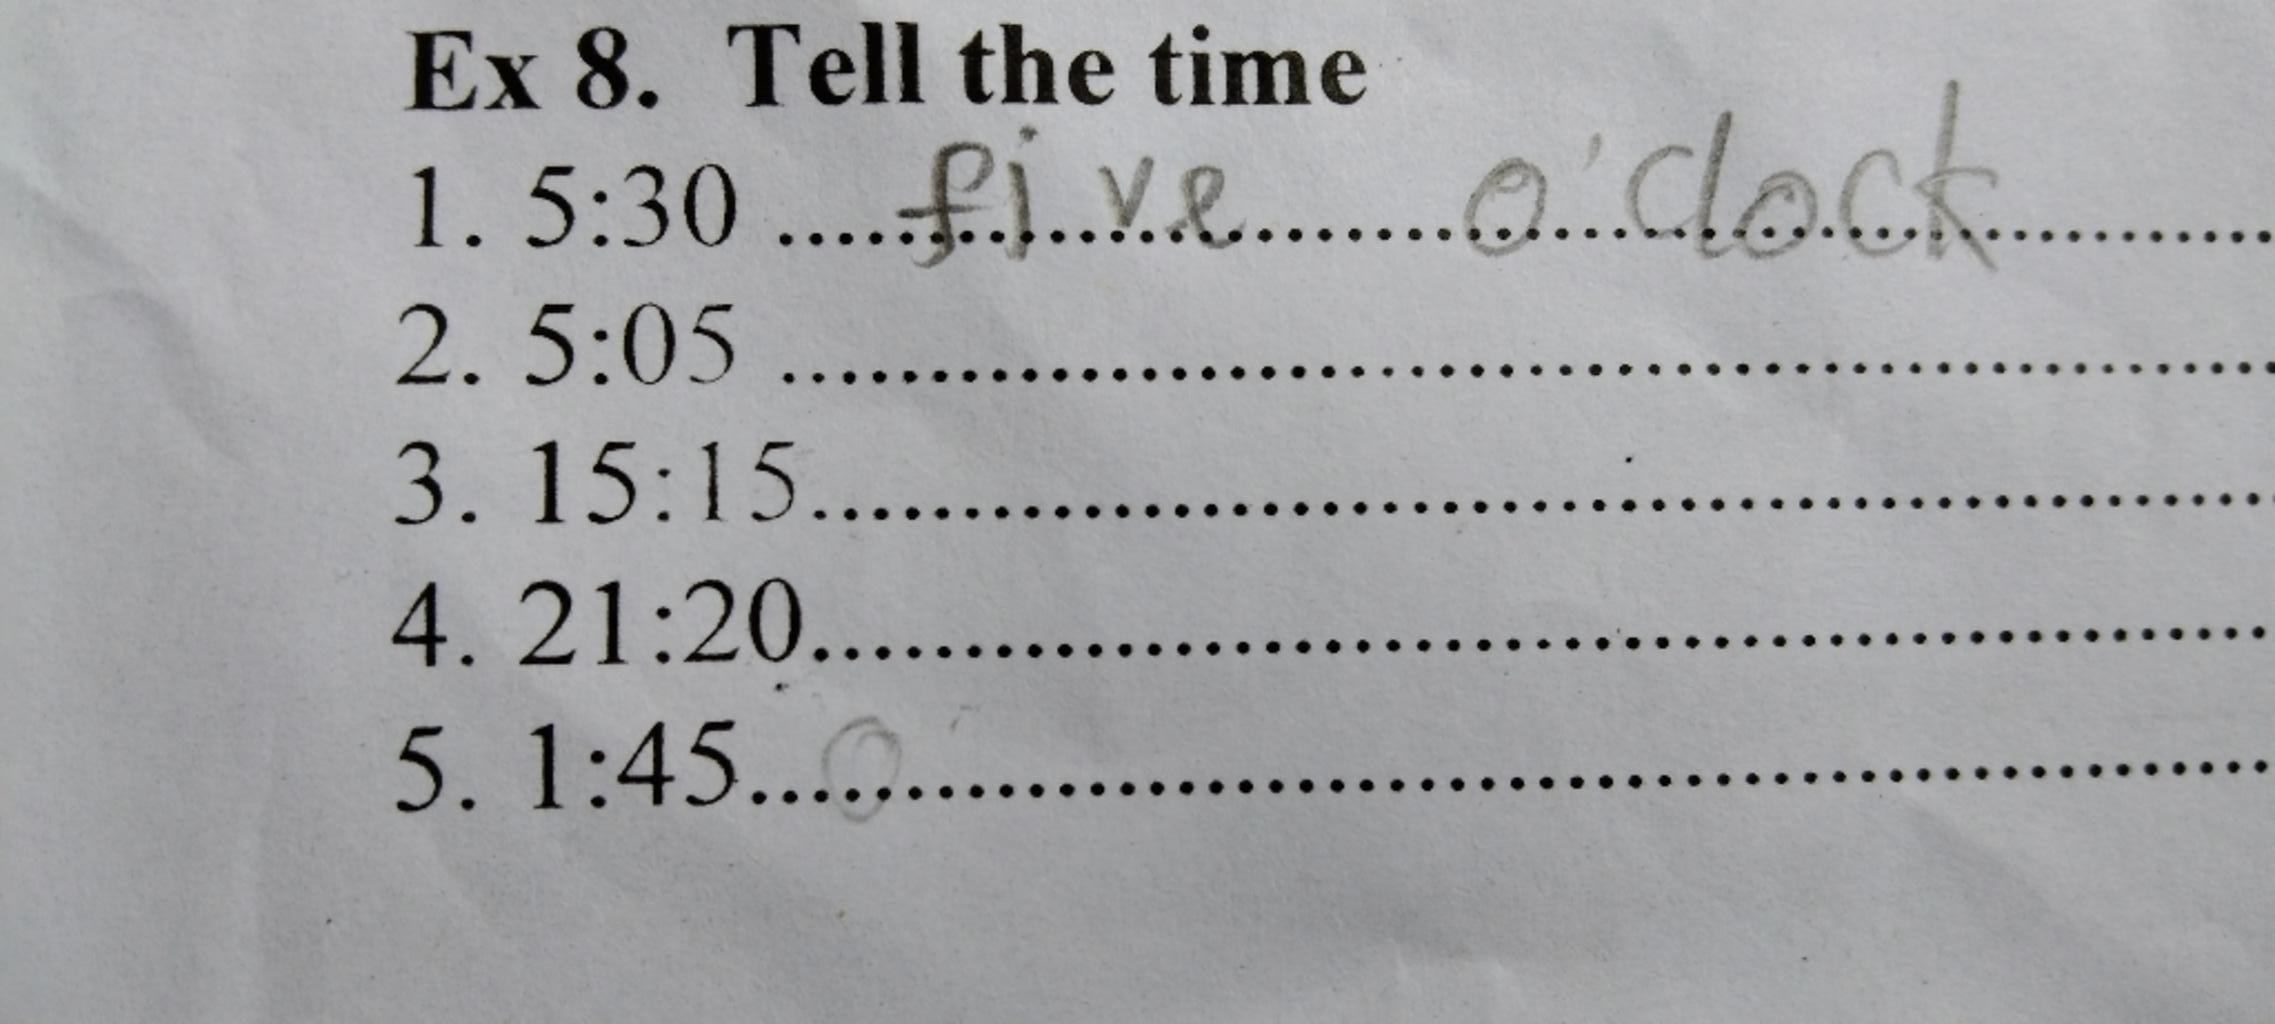 Ex 8. Tell the time
1. 5:30 ..... five o'clock
2. 5:05 .....
3. 15:15.....
4. 21:20.....
5. 1:45... O